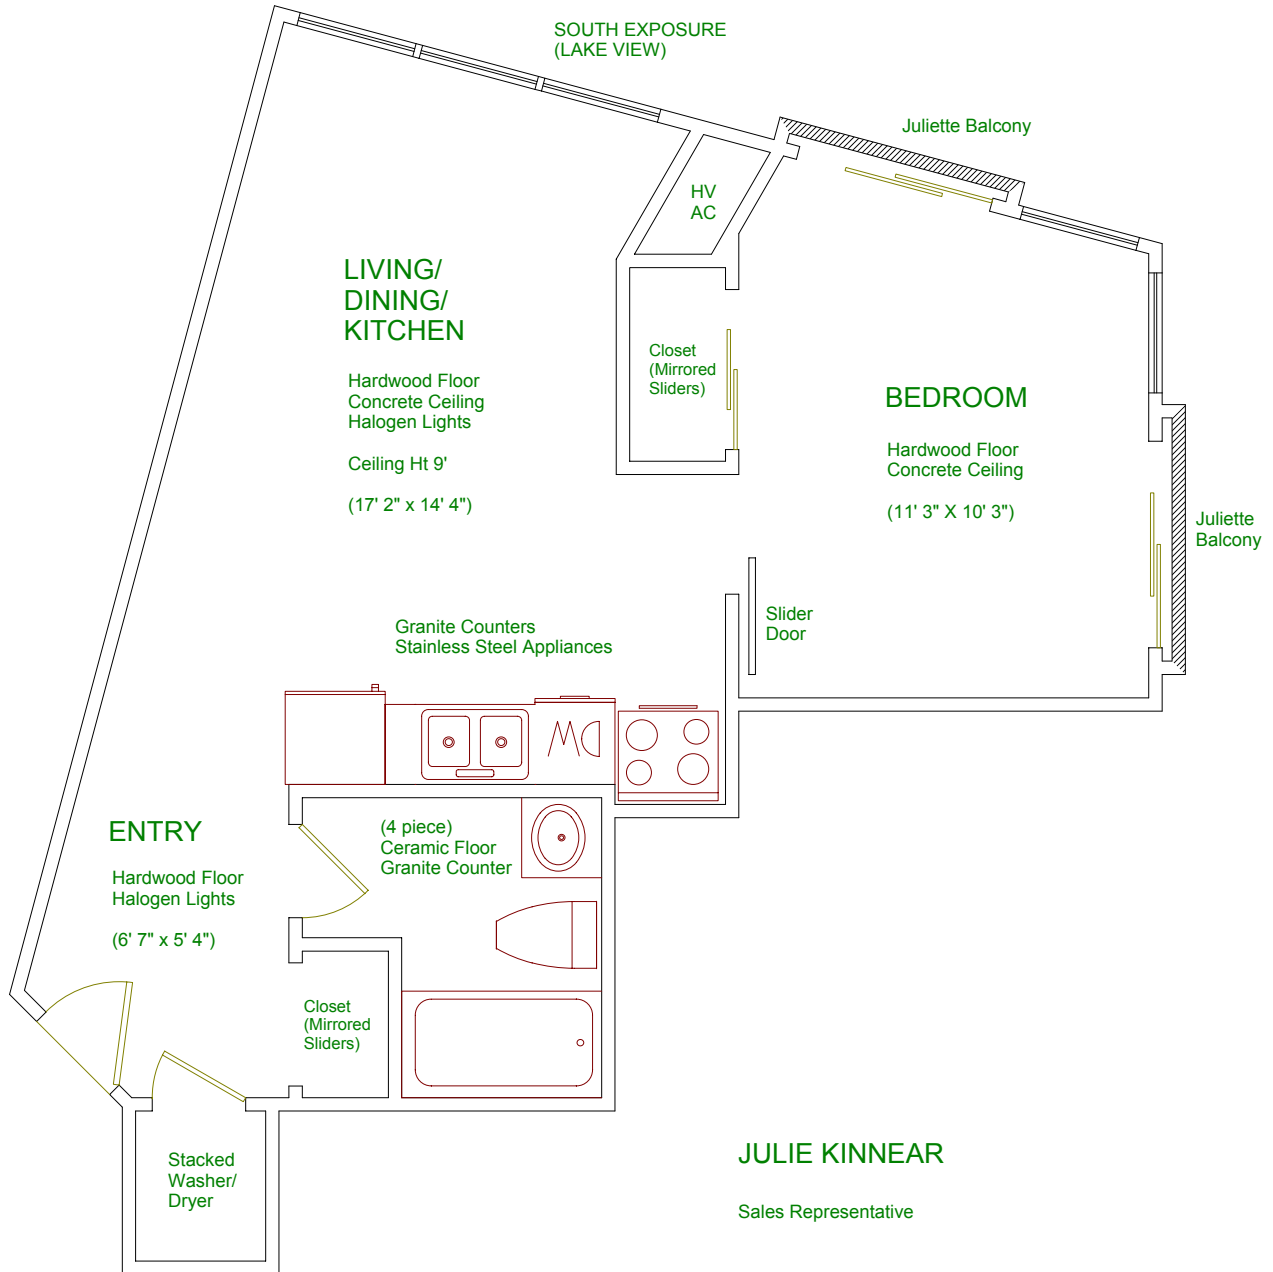 SOUTH EXPOSURE
(LAKE VIEW)
Juliette Balcony
HV
AC
LIVING/
DINING/
KITCHEN
Hardwood Floor
Concrete Ceiling
Halogen Lights
Ceiling Ht 9'
(17' 2" x 14' 4")
Closet
(Mirrored
Sliders)
BEDROOM
Hardwood Floor
Concrete Ceiling
(11' 3" X 10' 3")
Juliette
Balcony
Slider
Door
Granite Counters
Stainless Steel Appliances
DW
ENTRY
Hardwood Floor
Halogen Lights
(6' 7" x 5' 4")
(4 piece)
Ceramic Floor
Granite Counter
Closet
(Mirrored
Sliders)
Stacked
Washer/
Dryer
JULIE KINNEAR
Sales Representative